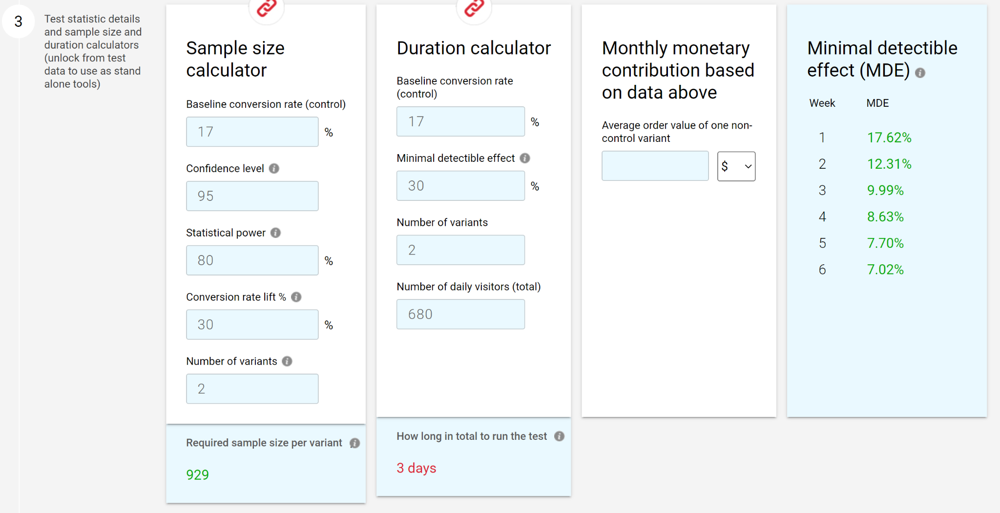 3
Test statistic details
and sample size and
duration calculators
(unlock from test
data to use as stand
alone tools)
Sample size
calculator
Baseline conversion rate (control)
17 %
Confidence level
95
Statistical power
80 %
Conversion rate lift %
30 %
Number of variants
2
Required sample size per variant
929
Duration calculator
Baseline conversion rate
(control)
17 %
Minimal detectible effect
30 %
Number of variants
2
Number of daily visitors (total)
680
How long in total to run the test
3 days
Monthly monetary
contribution based
on data above
Average order value of one non-
control variant
$
Minimal detectible
effect (MDE)
Week MDE
1 17.62%
2 12.31%
3 9.99%
4 8.63%
5 7.70%
6 7.02%